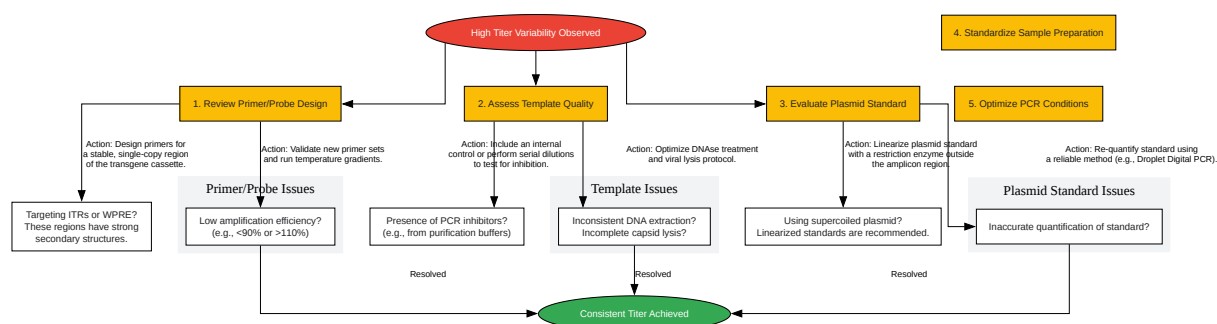 High Titer Variability Observed
4. Standardize Sample Preparation
1. Review Primer/Probe Design
2. Assess Template Quality
3. Evaluate Plasmid Standard
5. Optimize PCR Conditions
Action: Design primers for
a stable, single-copy region
of the transgene cassette.
Action: Validate new primer sets
and run temperature gradients.
Action: Include an internal
control or perform serial dilutions
to test for inhibition.
Action: Optimize DNAse treatment
and viral lysis protocol.
Action: Linearize plasmid standard
with a restriction enzyme outside
the amplicon region.
Action: Re-quantify standard using
a reliable method (e.g., Droplet Digital PCR).
Primer/Probe Issues
Template Issues
Plasmid Standard Issues
Targeting ITRs or WPRE?
These regions have strong
secondary structures.
Low amplification efficiency?
(e.g., <90% or >110%)
Presence of PCR inhibitors?
(e.g., from purification buffers)
Inconsistent DNA extraction?
Incomplete capsid lysis?
Using supercoiled plasmid?
Linearized standards are recommended.
Inaccurate quantification of standard?
Resolved
Resolved
Resolved
Consistent Titer Achieved